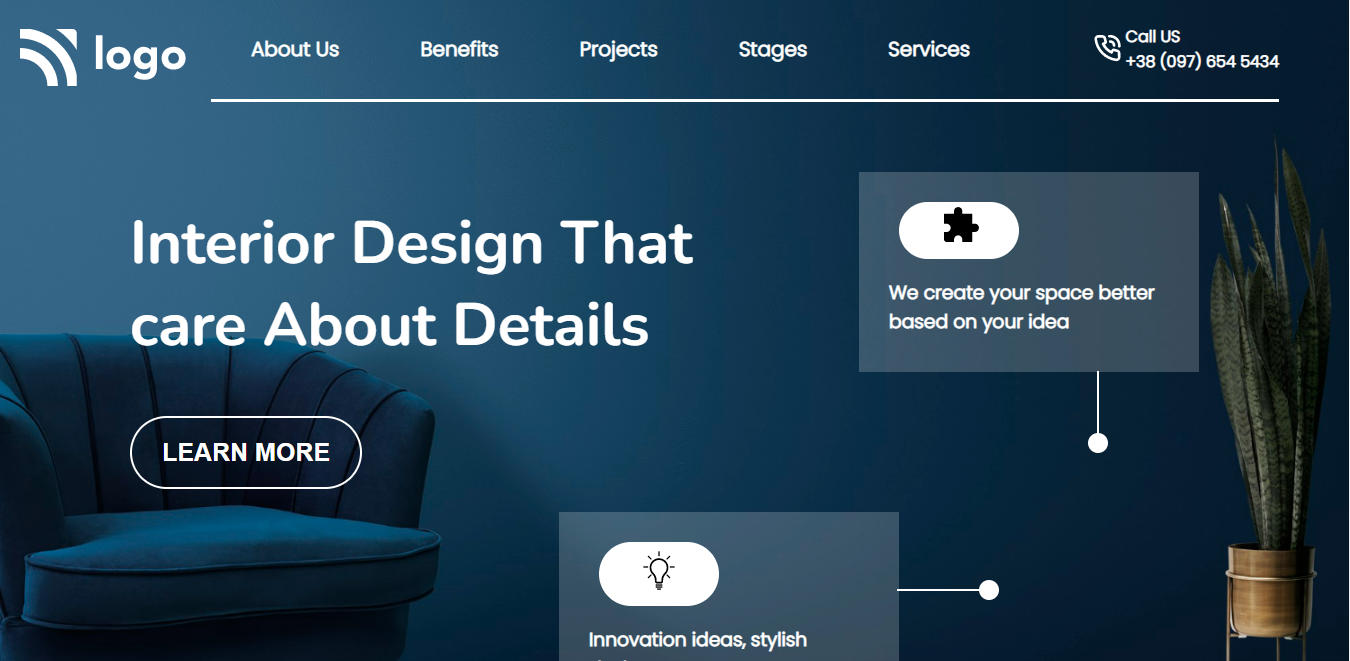 logo
About Us
Benefits
Projects
Stages
Services
Call US
+38 (097) 654 5434
Interior Design That
care About Details
LEARN MORE
We create your space better
based on your idea
Innovation ideas, stylish